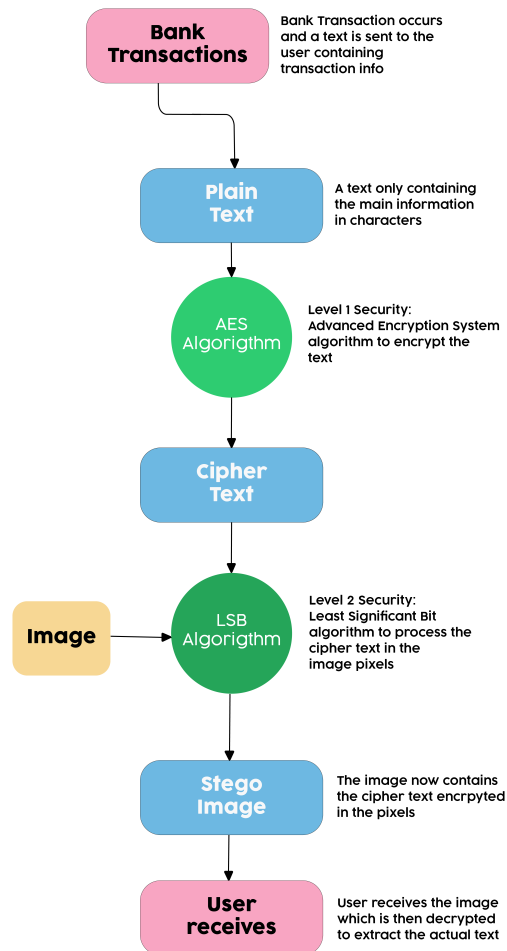 Bank
Transactions
Bank Transaction occurs
and a text is sent to the
user containing
transaction info
Plain
Text
A text only containing
the main information
in characters
AES
Algorigthm
Level 1 Security:
Advanced Encryption System
algorithm to encrypt the
text
Cipher
Text
Image
LSB
Algorigthm
Level 2 Security:
Least Significant Bit
algorithm to process the
cipher text in the
image pixels
Stego
Image
The image now contains
the cipher text encrpyted
in the pixels
User
receives
User receives the image
which is then decrypted
to extract the actual text